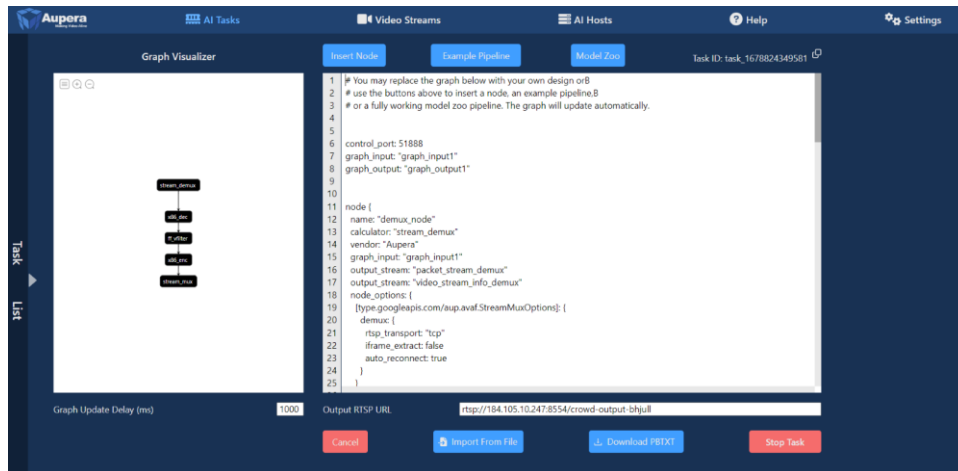 Aupera
AI Tasks
Video Streams
AI Hosts
Help
Settings
Graph Visualizer
Insert Node
Example Pipeline
Model Zoo
Task ID: task_1678824349581
stream_demux
x86_dec
ff_vfilter
x86_enc
stream_mux
1 # You may replace the graph below with your own design orB
2 # use the buttons above to insert a node, an example pipeline,B
3 # or a fully working model zoo pipeline. The graph will update automatically.
4
5
6 control_port: 51888
7 graph_input: "graph_input1"
8 graph_output: "graph_output1"
9
10
11 node {
12 name: "demux_node"
13 calculator: "stream_demux"
14 vendor: "Aupera"
15 graph_input: "graph_input1"
16 output_stream: "packet_stream_demux"
17 output_stream: "video_stream_info_demux"
18 node_options: {
19 [type.googleapis.com/aup.avaf.StreamMuxOptions]: {
20 demux: {
21 rtsp_transport: "tcp"
22 iframe_extract: false
23 auto_reconnect: true
24 }
25 }
Task List
Graph Update Delay (ms)
1000
Output RTSP URL
rtsp://184.105.10.247:8554/crowd-output-bhjull
Cancel
Import From File
Download PBTXT
Stop Task